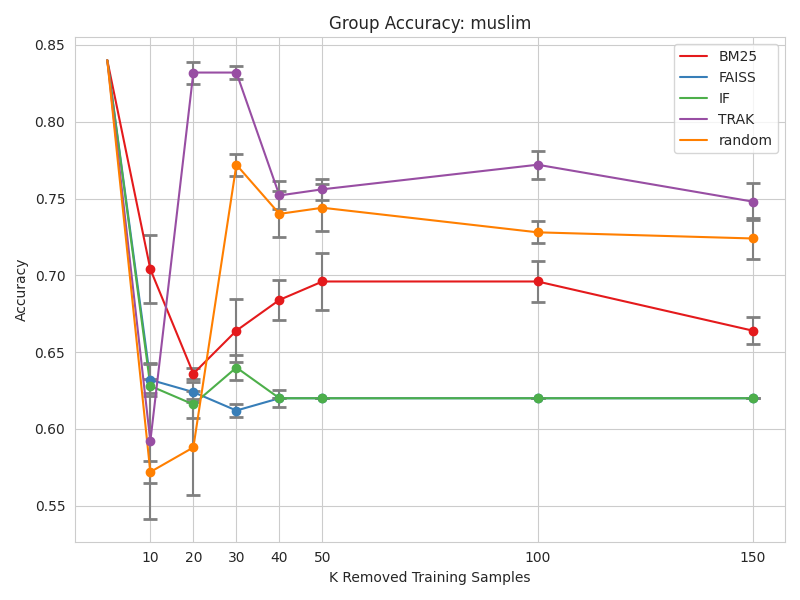 Group Accuracy: muslim
0.85
0.80
0.75
0.70
0.65
0.60
0.55
Accuracy
BM25
FAISS
IF
TRAK
random
10 20 30 40 50 100 150
K Removed Training Samples